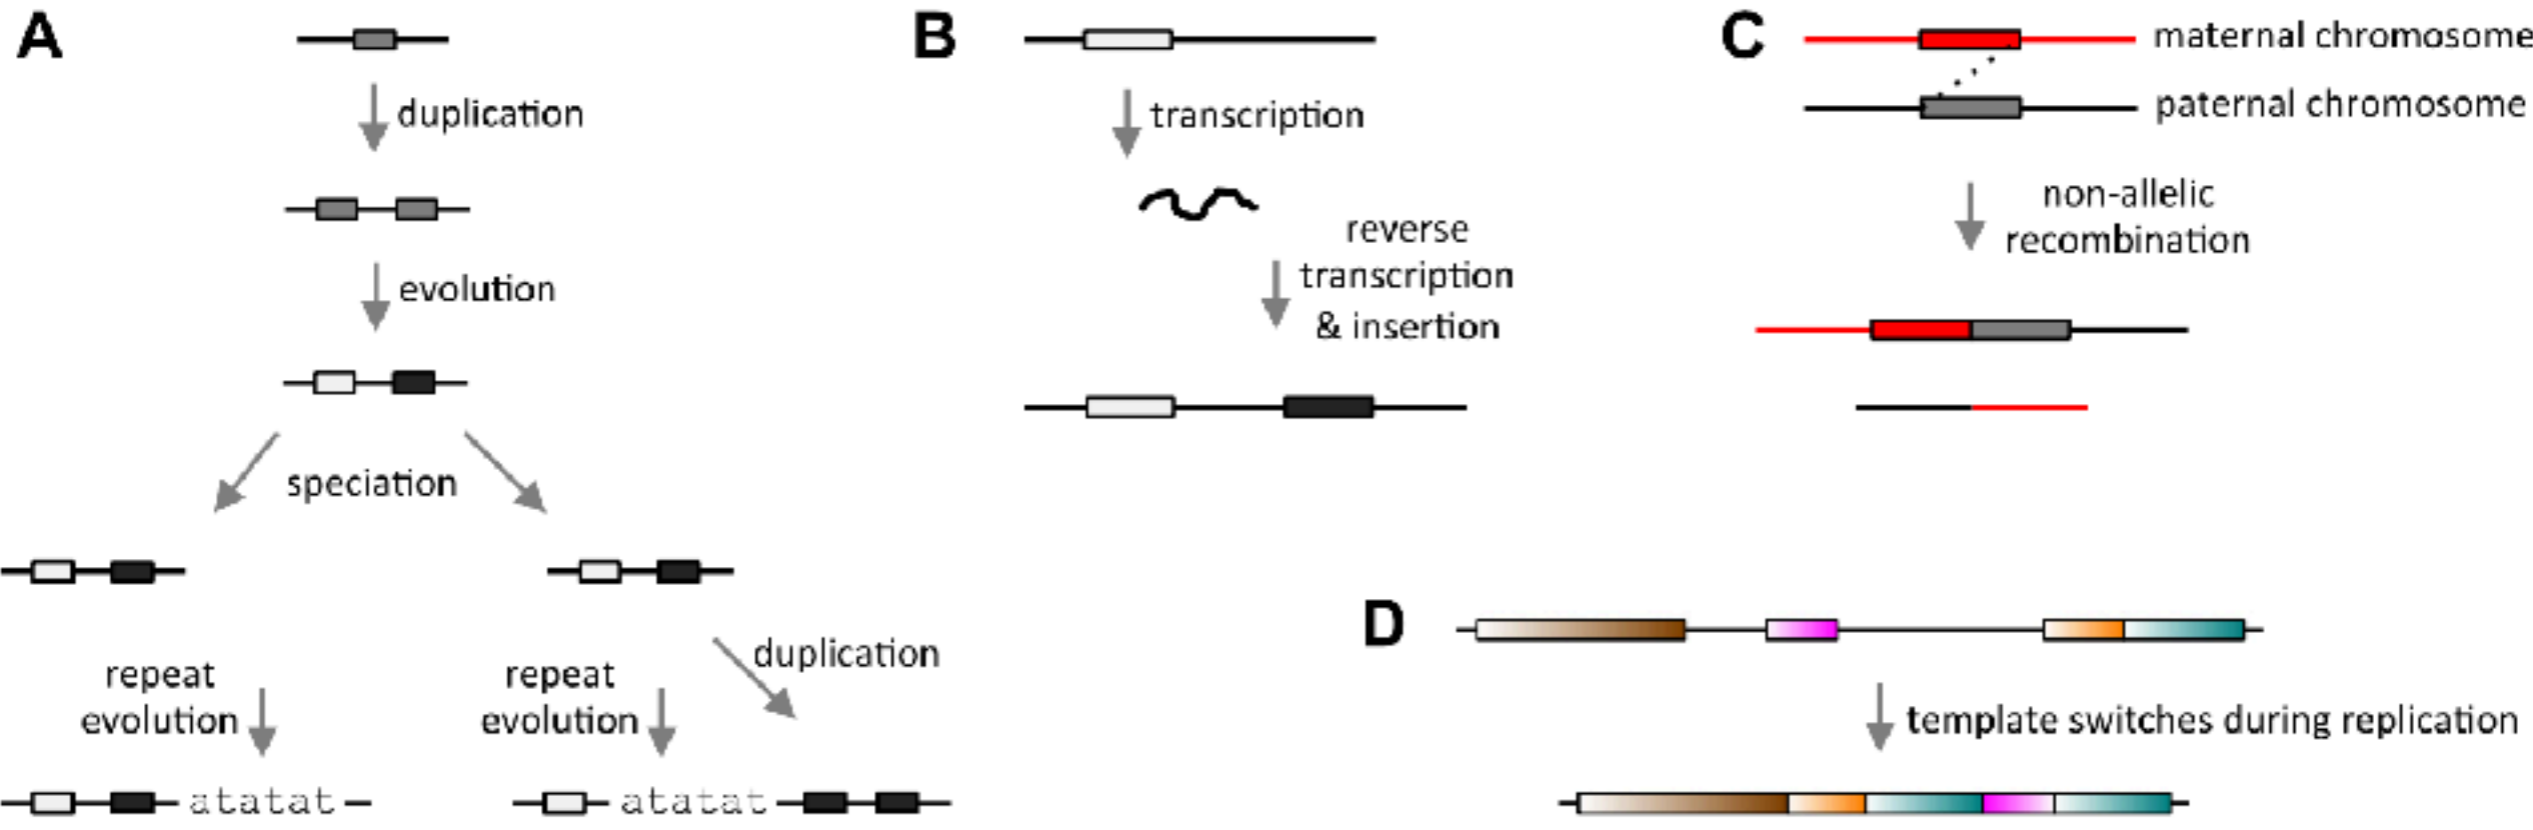 A
duplication
evolution
speciation
repeat
evolution
repeat
evolution
duplication
atatat
atatat
B
transcription
reverse
transcription
& insertion
C
maternal chromosome
paternal chromosome
non-allelic
recombination
D
template switches during replication